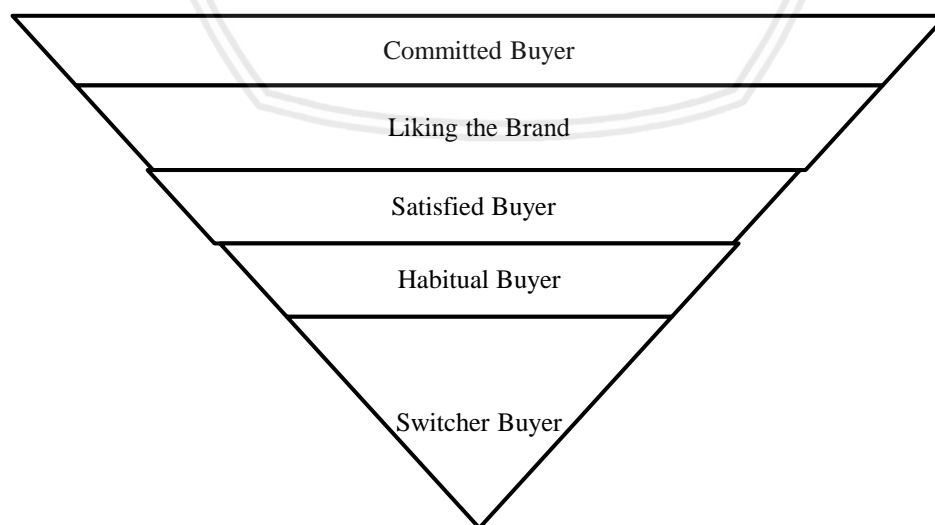 Committed Buyer
Liking the Brand
Satisfied Buyer
Habitual Buyer
Switcher Buyer